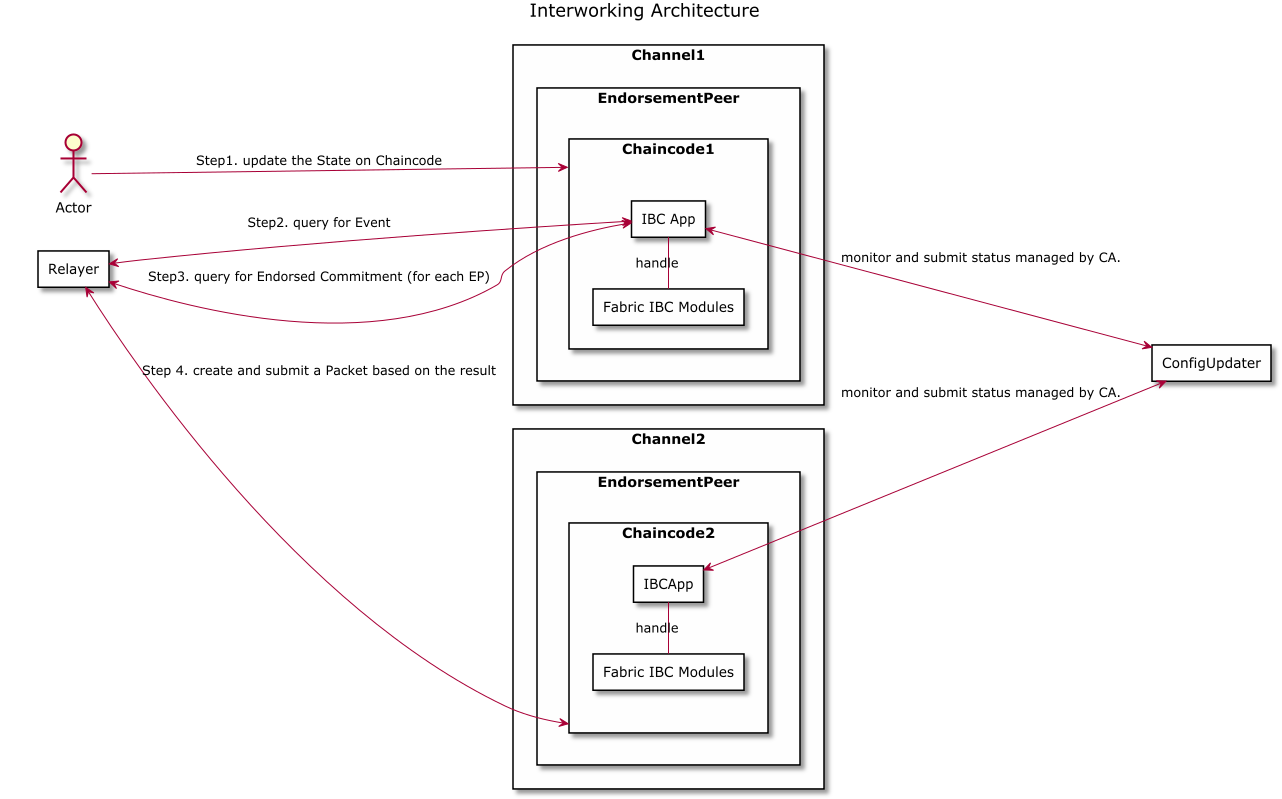 Interworking Architecture
Channel1
EndorsementPeer
Chaincode1
Step1. update the State on Chaincode
Actor
IBC App
Step2. query for Event
Relayer
Step3. query for Endorsed Commitment (for each EP)
handle
monitor and submit status managed by CA.
Fabric IBC Modules
ConfigUpdater
Step 4. create and submit a Packet based on the result
monitor and submit status managed by CA.
Channel2
EndorsementPeer
Chaincode2
IBCApp
handle
Fabric IBC Modules